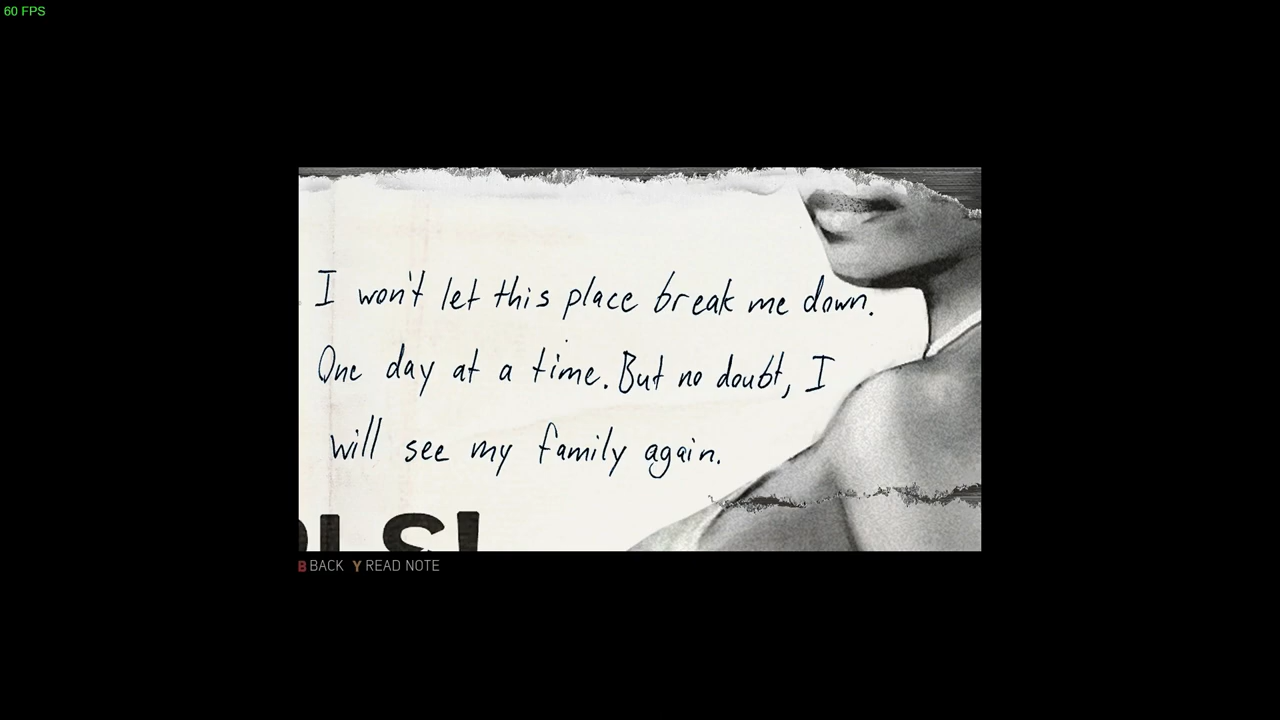 60 FPS
I won't let this place break me down.
One day at a time. But no doubt, I
will see my family again.
LS!
B BACK Y READ NOTE